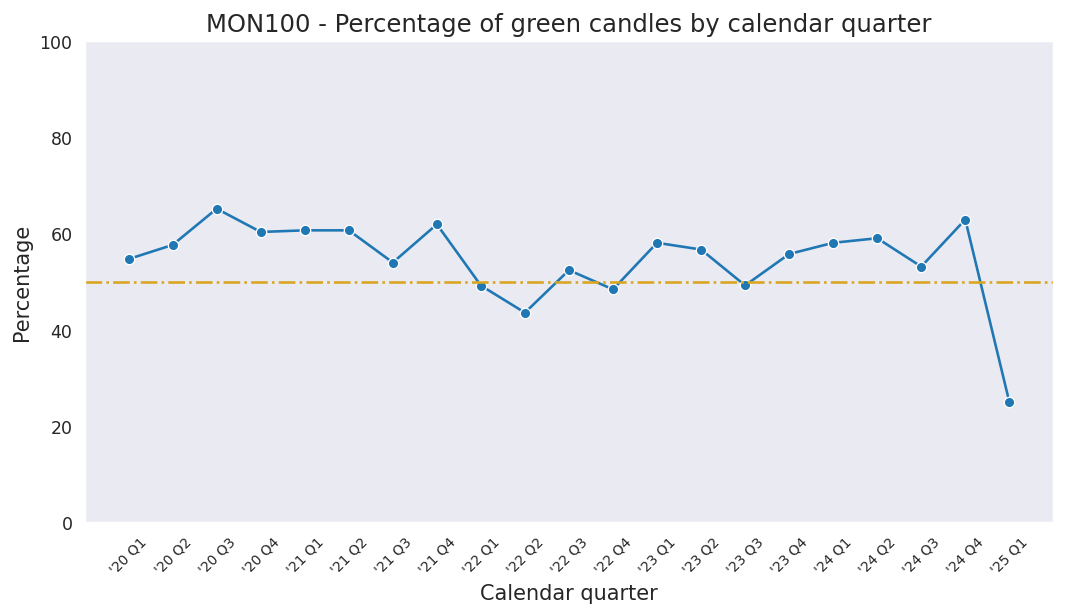 MON100 - Percentage of green candles by calendar quarter
100
80
60
40
20
0
Percentage
'20 Q1
'20 Q2
'20 Q3
'20 Q4
'21 Q1
'21 Q2
'21 Q3
'21 Q4
'22 Q1
'22 Q2
'22 Q3
'22 Q4
'23 Q1
'23 Q2
'23 Q3
'23 Q4
'24 Q1
'24 Q2
'24 Q3
'24 Q4
'25 Q1
Calendar quarter